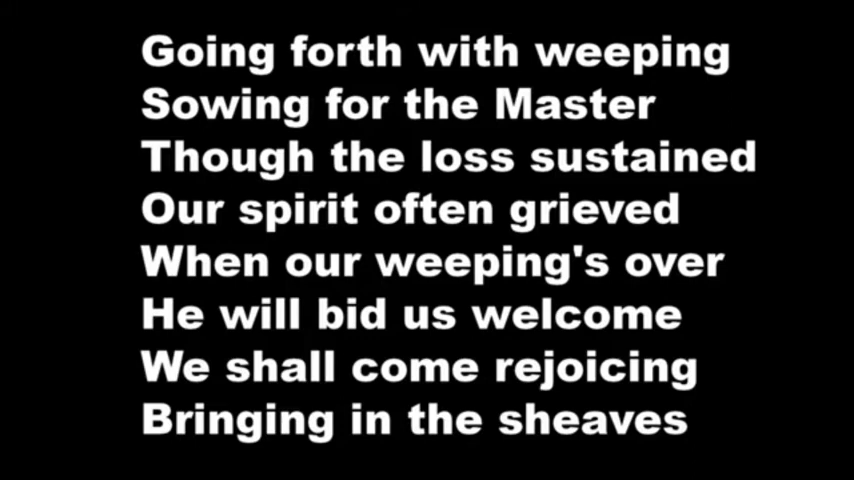 Going forth with weeping
Sowing for the Master
Though the loss sustained
Our spirit often grieved
When our weeping's over
He will bid us welcome
We shall come rejoicing
Bringing in the sheaves